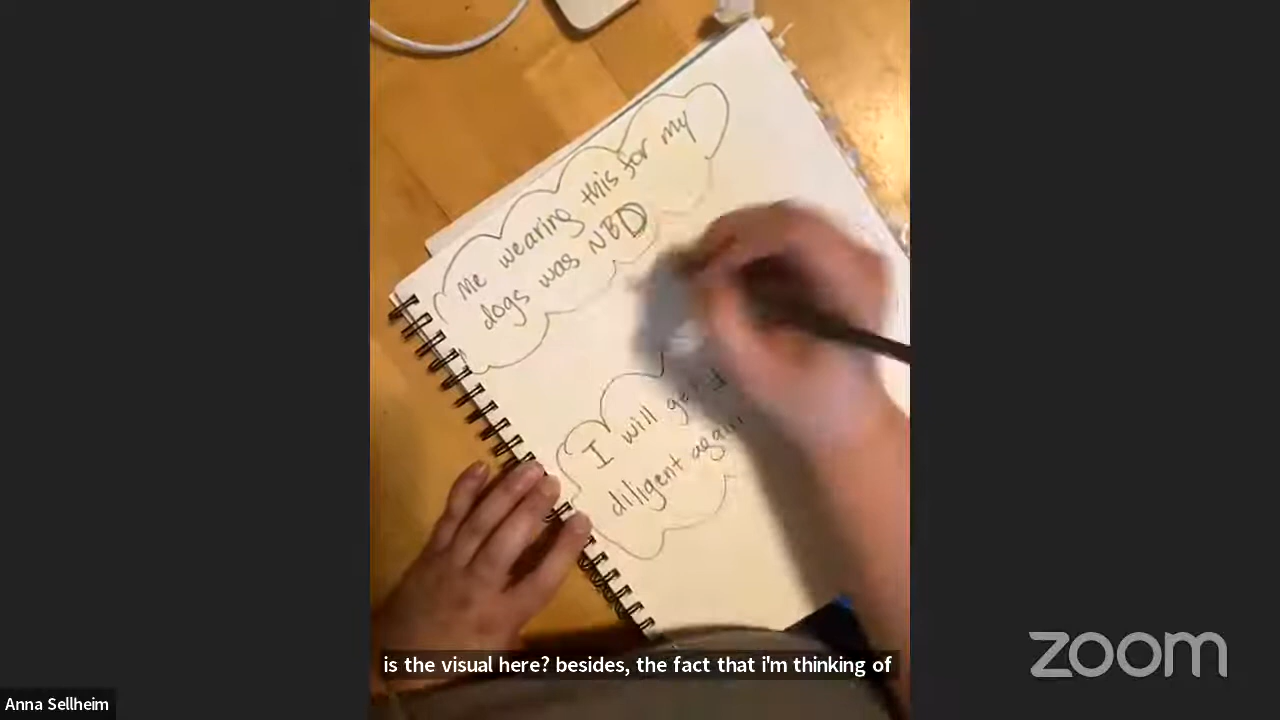 Me wearing this for my
dogs was NBD
I will
diligent again
is the visual here? besides, the fact that i'm thinking of
zoom
Anna Sellheim